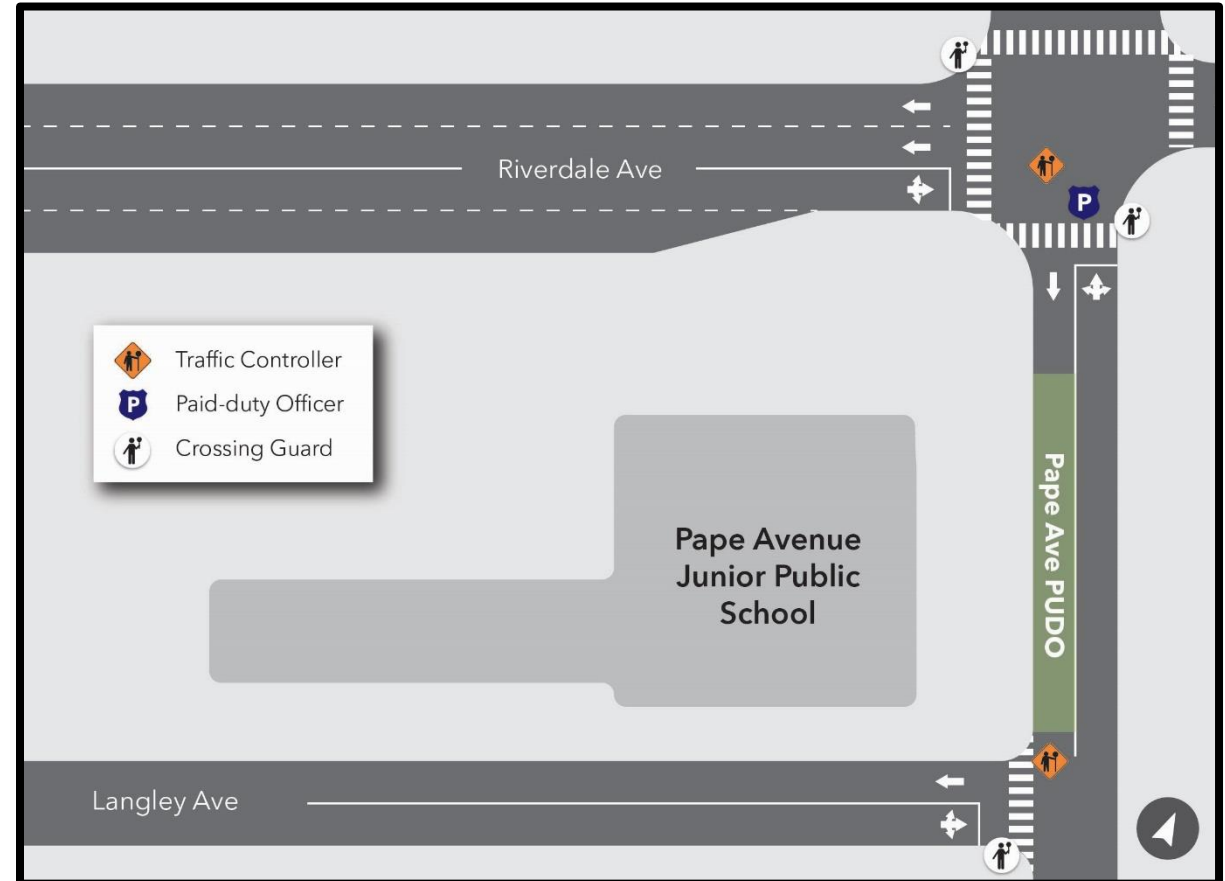 Riverdale Ave
P
Traffic Controller
P
Paid-duty Officer
Crossing Guard
Pape Avenue
Junior Public
School
Pape Ave PUDO
Langley Ave